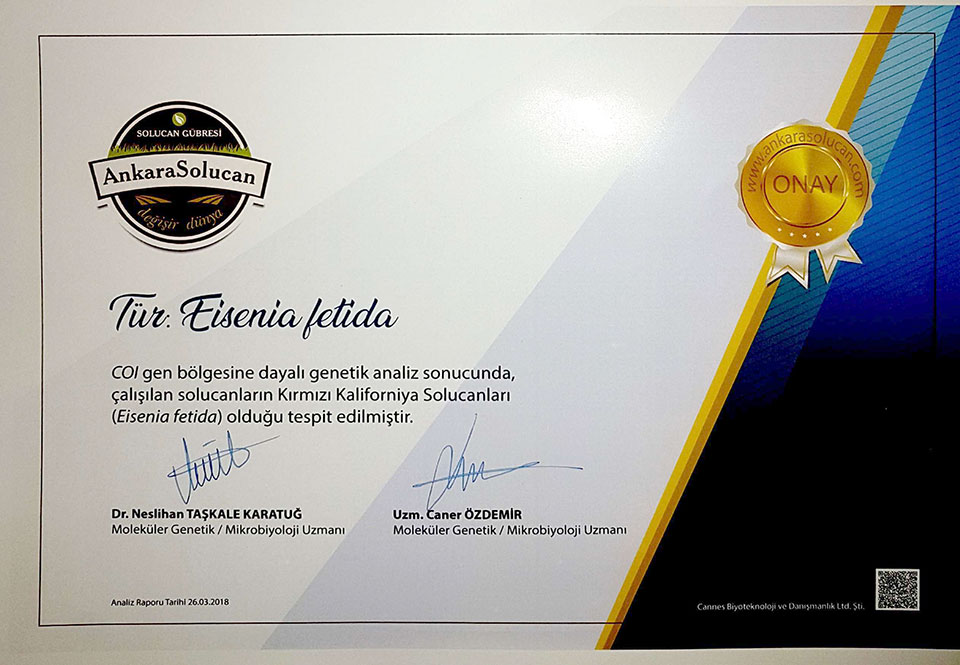 SOLUCAN GÜBRESİ
AnkaraSolucan
değişir dünya
www.ankarasolucan.com
ONAY
Tür: Eisenia fetida
COI gen bölgesine dayalı genetik analiz sonucunda,
çalışılan solucanların Kırmızı Kaliforniya Solucanları
(Eisenia fetida) olduğu tespit edilmiştir.
Dr. Neslihan TAŞKALE KARATUĞ
Moleküler Genetik / Mikrobiyoloji Uzmanı
Uzm. Caner ÖZDEMİR
Moleküler Genetik / Mikrobiyoloji Uzmanı
Analiz Raporu Tarihi 26.03.2018
Cannes Biyoteknoloji ve Danışmanlık Ltd. Şti.